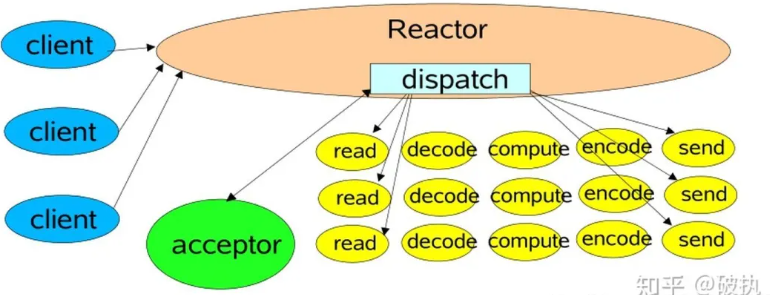 Reactor
client
dispatch
client
read decode compute encode send
read decode compute encode send
client
acceptor
read decode compute encode send
知乎 @破执